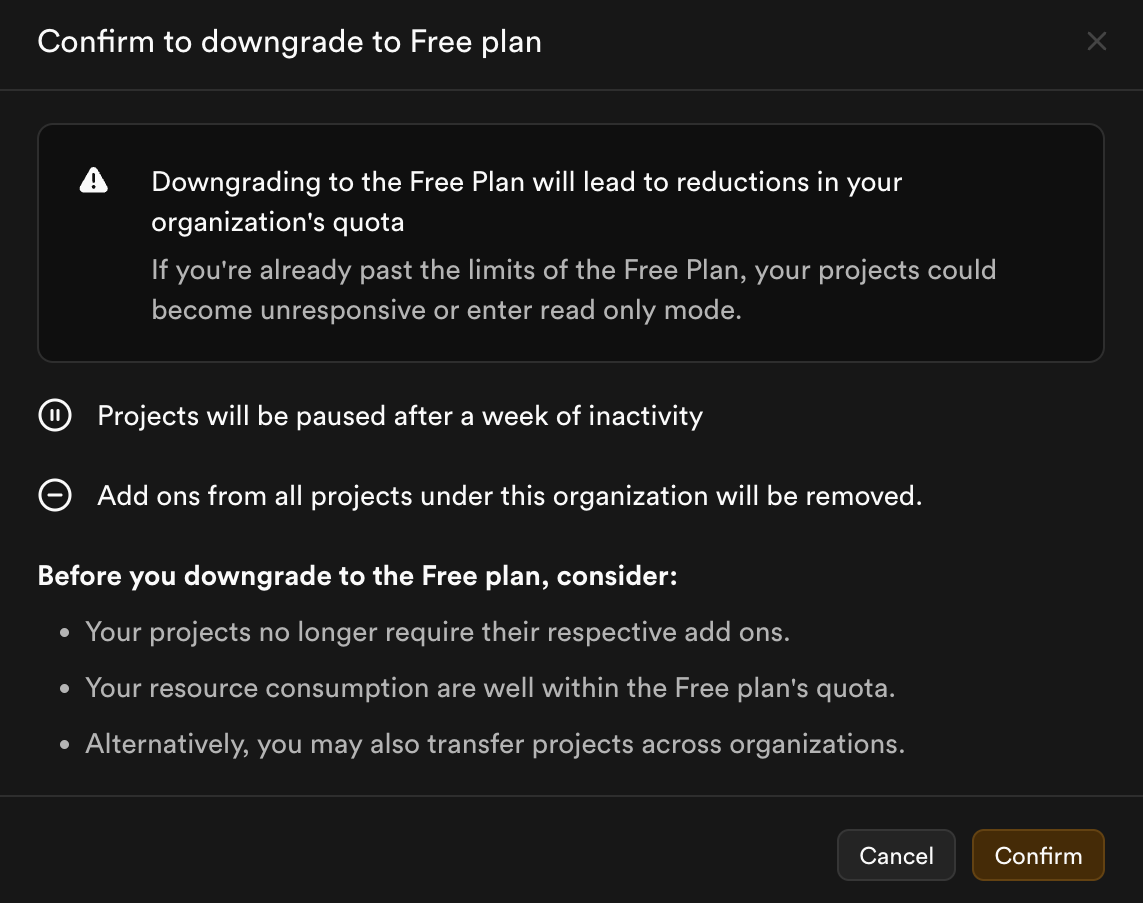 Confirm to downgrade to Free plan
Downgrading to the Free Plan will lead to reductions in your
organization's quota
If you're already past the limits of the Free Plan, your projects could
become unresponsive or enter read only mode.
Projects will be paused after a week of inactivity
Add ons from all projects under this organization will be removed.
Before you downgrade to the Free plan, consider:
• Your projects no longer require their respective add ons.
• Your resource consumption are well within the Free plan's quota.
• Alternatively, you may also transfer projects across organizations.
Cancel
Confirm